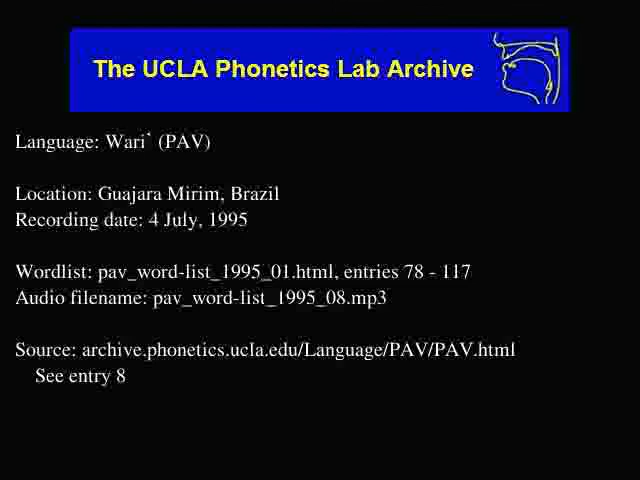 The UCLA Phonetics Lab Archive
Language: Wari` (PAV)
Location: Guajara Mirim, Brazil
Recording date: 4 July, 1995
Wordlist: pav_word-list_1995_01.html, entries 78 - 117
Audio filename: pav_word-list_1995_08.mp3
Source: archive.phonetics.ucla.edu/Language/PAV/PAV.html
See entry 8